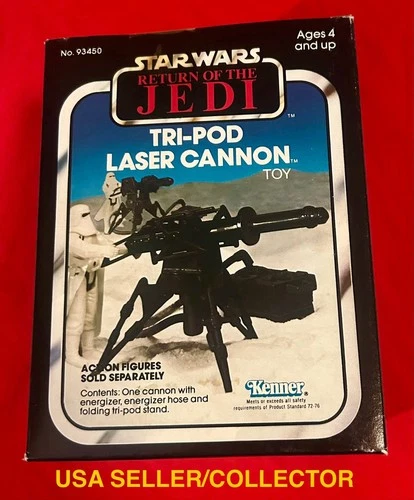 No. 93450
Ages 4
and up
STAR WARS
RETURN OF THE
JEDI
TM
TRI-POD
LASER CANNON TM
TOY
ACTION FIGURES
SOLD SEPARATELY
Contents: One cannon with
energizer, energizer hose and
folding tri-pod stand.
Kenner
Meets or exceeds all safety
requirements of Product Standard 72-76
USA SELLER/COLLECTOR